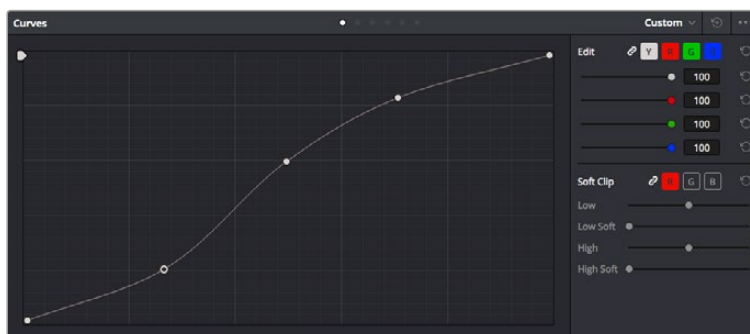 Curves
Custom
Edit Y R G
100
100
100
100
Soft Clip R G B
Low
Low Soft
High
High Soft